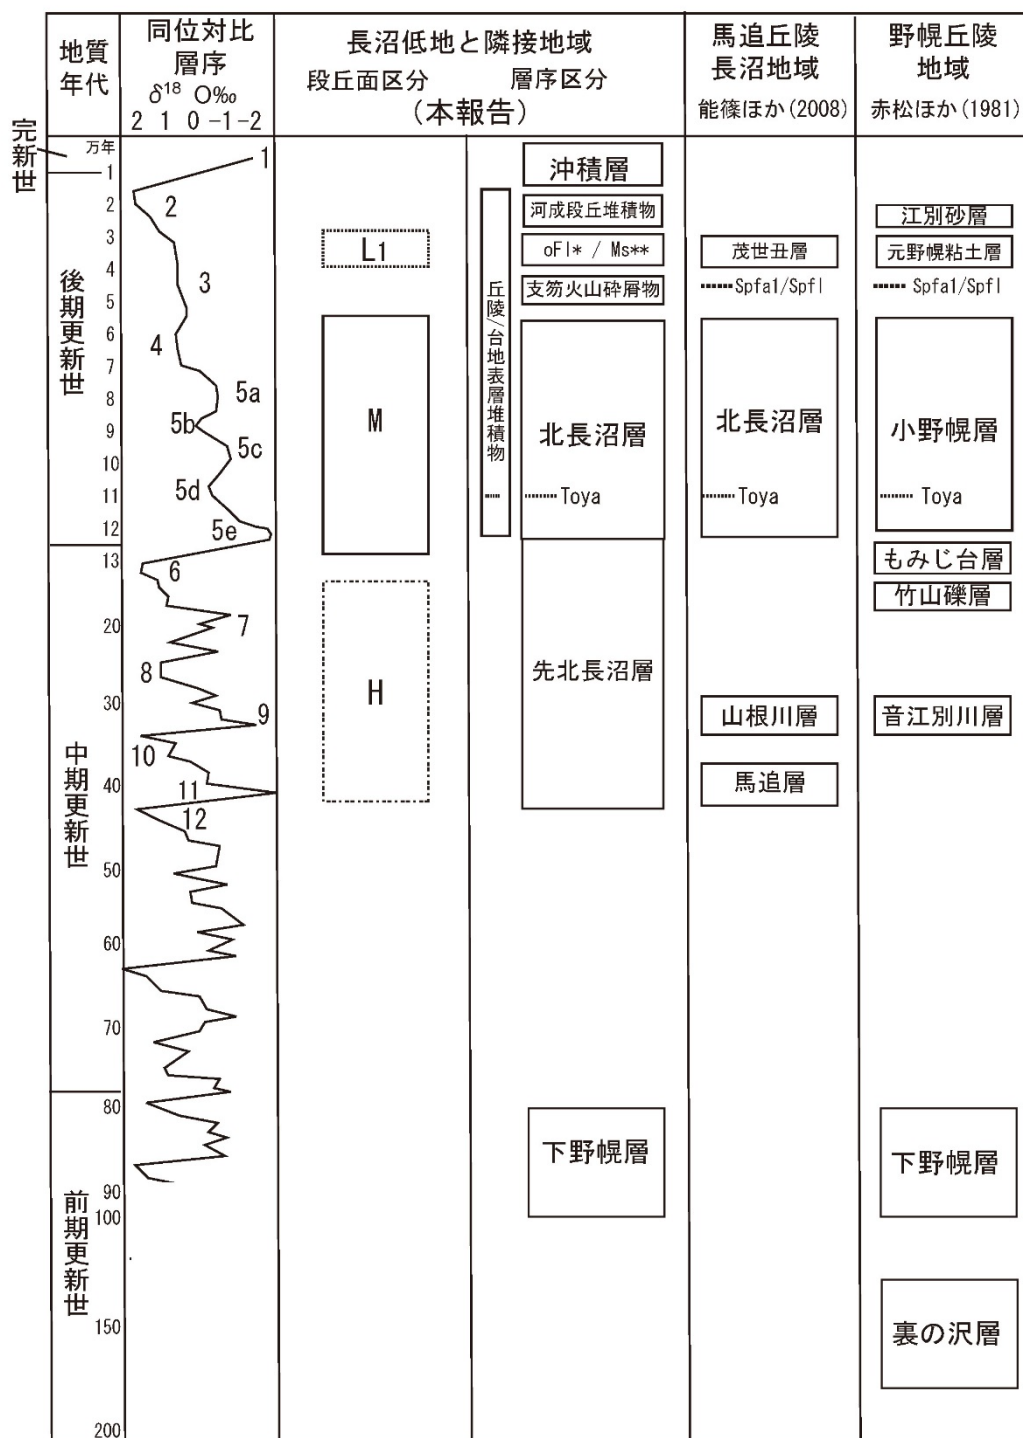 地質
年代
同位対比
層序
δ¹⁸ O‰
2 1 0 −1 −2
長沼低地と隣接地域
段丘面区分 層序区分
(本報告)
馬追丘陵
長沼地域
能篠ほか(2008)
野幌丘陵
地域
赤松ほか(1981)
完新世
後期更新世
中期更新世
前期更新世
万年
1
2
3
4
5
6
7
8
9
10
11
12
13
20
30
40
50
60
70
80
90
100
150
200
1
2
3
4
5a
5b
5c
5d
5e
6
7
8
9
10
11
12
L1
M
H
丘陵/台地表層堆積物
沖積層
河成段丘堆積物
oFl* / Ms**
支笏火山砕屑物
北長沼層
Toya
先北長沼層
下野幌層
茂世丑層
Spfa1/Spfl
北長沼層
Toya
山根川層
馬追層
江別砂層
元野幌粘土層
Spfa1/Spfl
小野幌層
Toya
もみじ台層
竹山礫層
音江別川層
下野幌層
裏の沢層